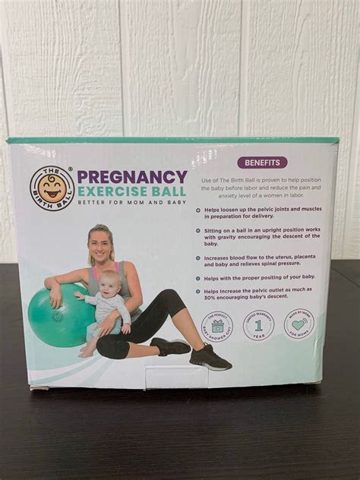 THE
BIRTH BALL
®
PREGNANCY
EXERCISE BALL
BETTER FOR MOM AND BABY
BENEFITS
Use of The Birth Ball is proven to help position
the baby before labor and reduce the pain and
anxiety level of a women in labor.
Helps loosen up the pelvic joints and muscles
in preparation for delivery.
Sitting on a ball in an upright position works
with gravity encouraging the descent of the
baby.
Increases blood flow to the uterus, placenta
and baby and relieves spinal pressure.
Helps with the proper positing of your baby.
Helps Increase the pelvic outlet as much as
30% encouraging baby's descent.
1
YEAR